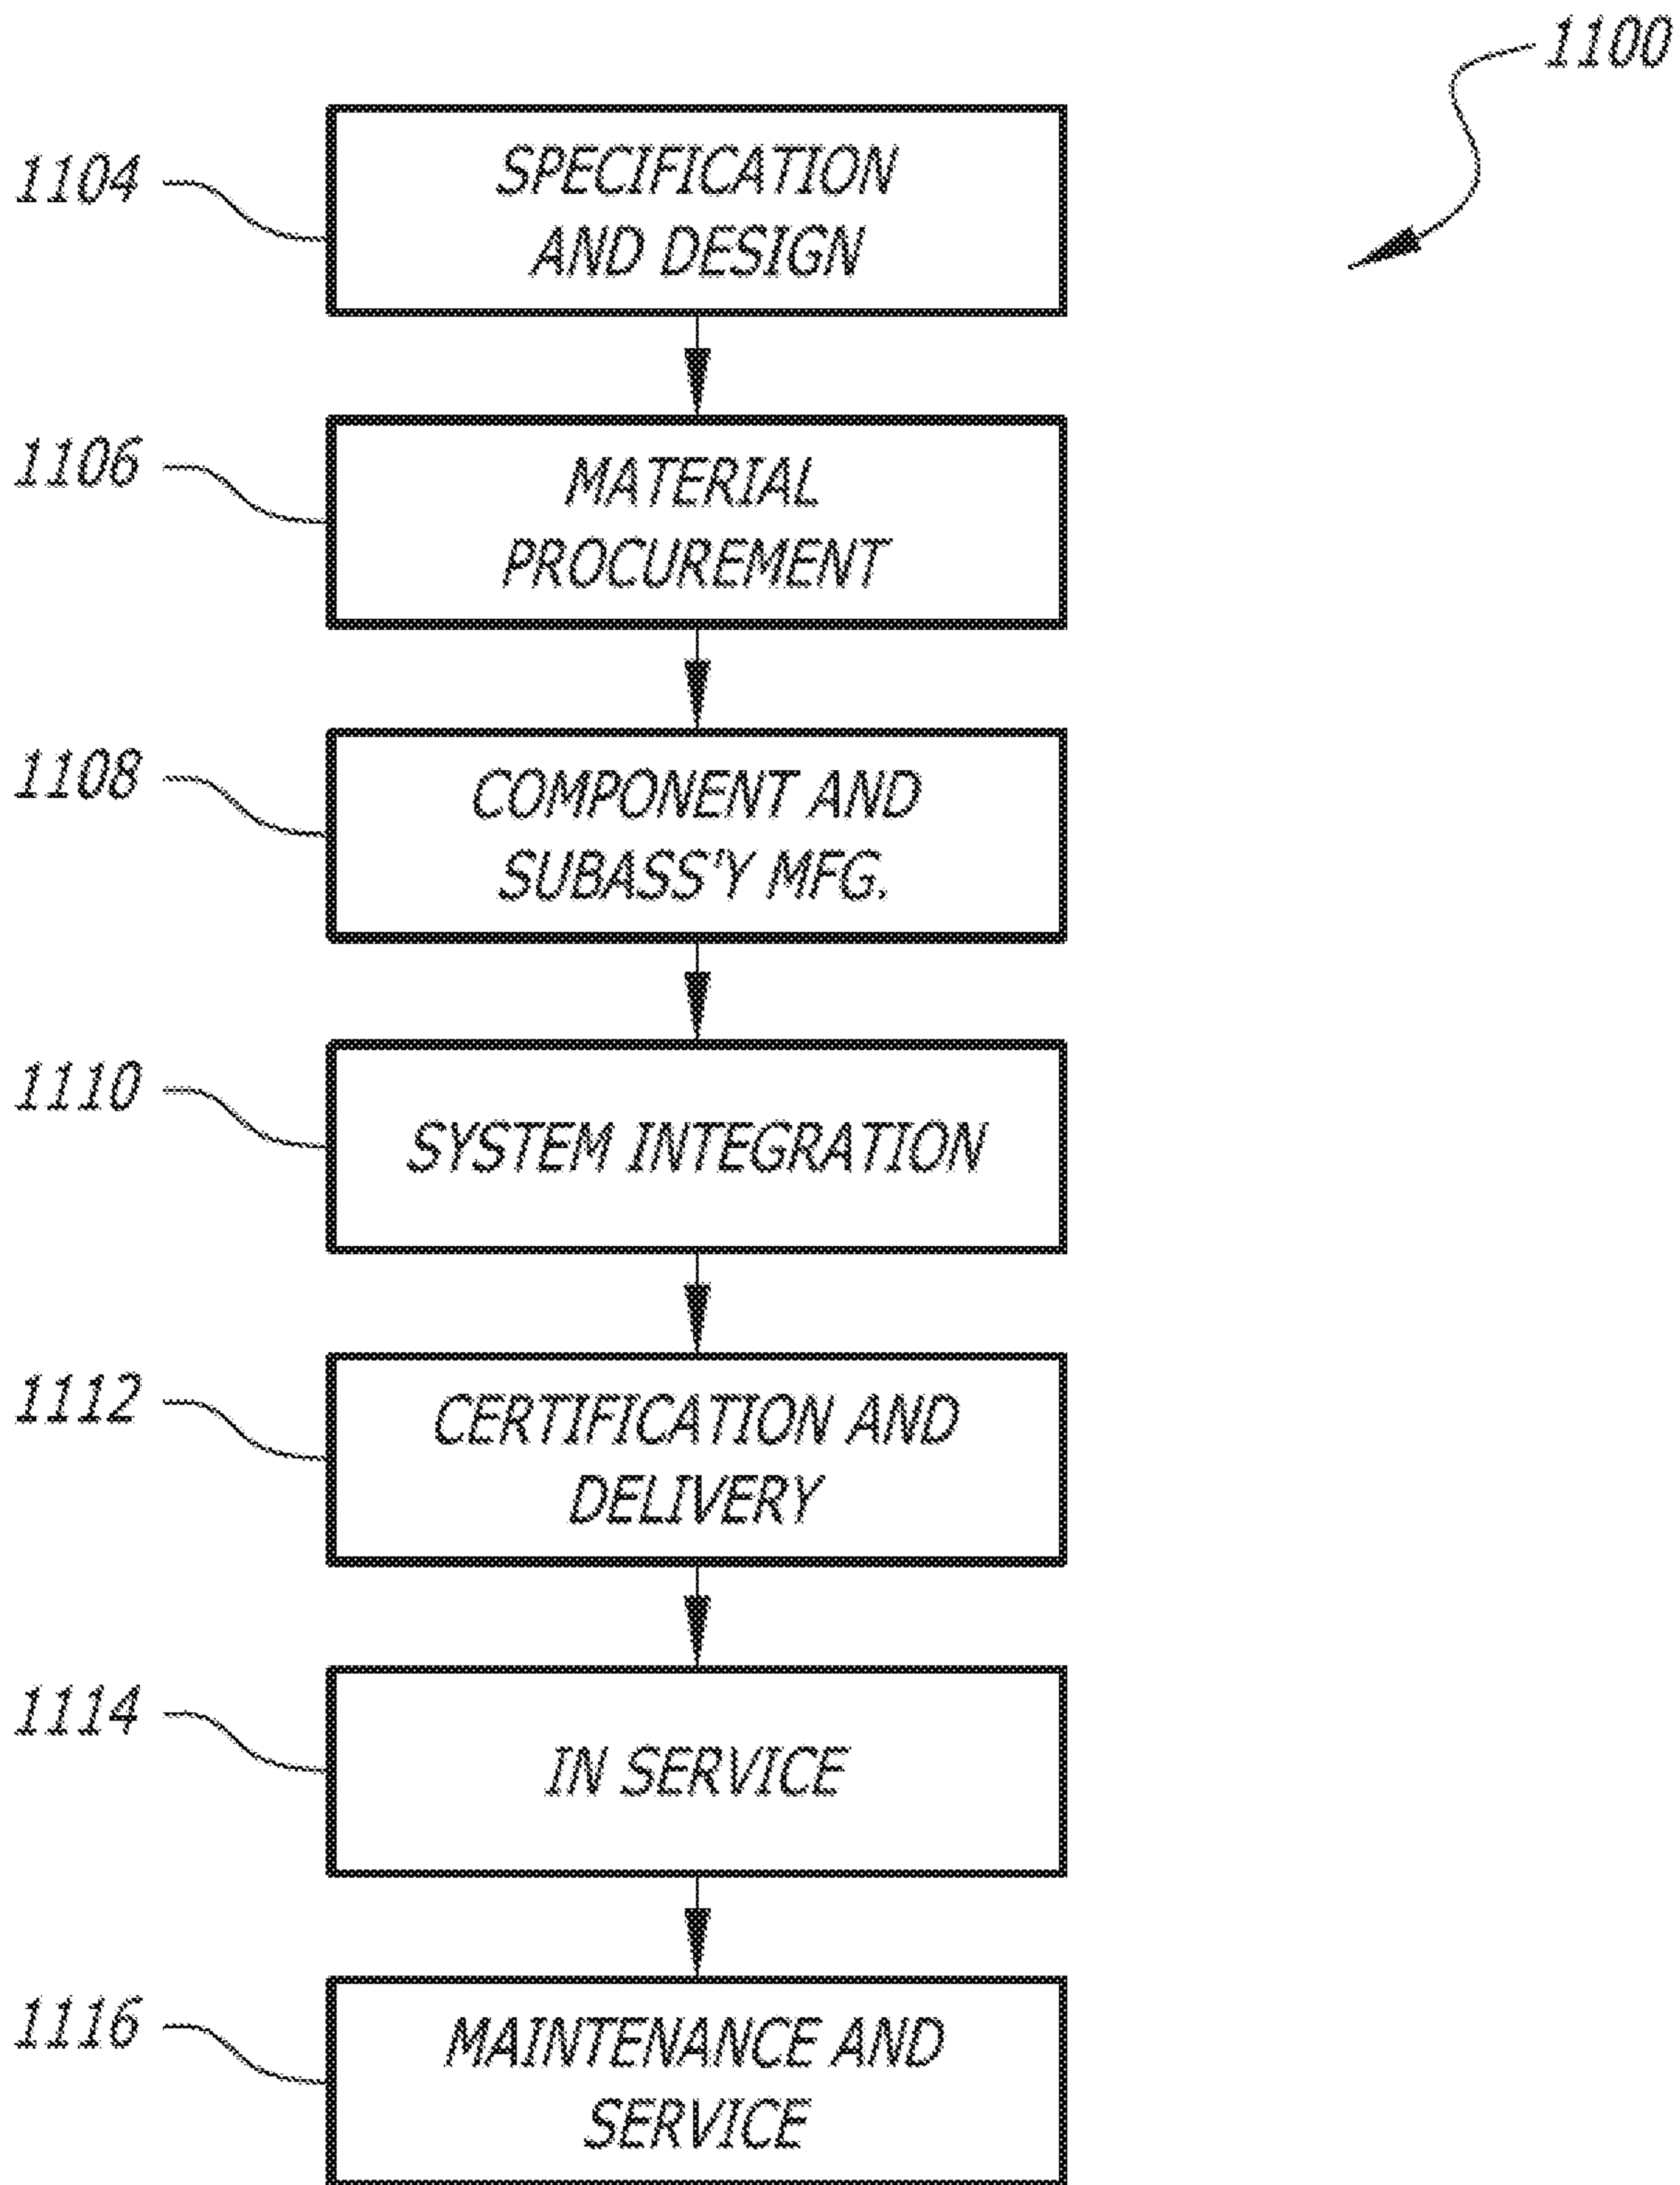 1100
1104
SPECIFICATION
AND DESIGN
1106
MATERIAL
PROCUREMENT
1108
COMPONENT AND
SUBASS'Y MFG.
1110
SYSTEM INTEGRATION
1112
CERTIFICATION AND
DELIVERY
1114
IN SERVICE
1116
MAINTENANCE AND
SERVICE